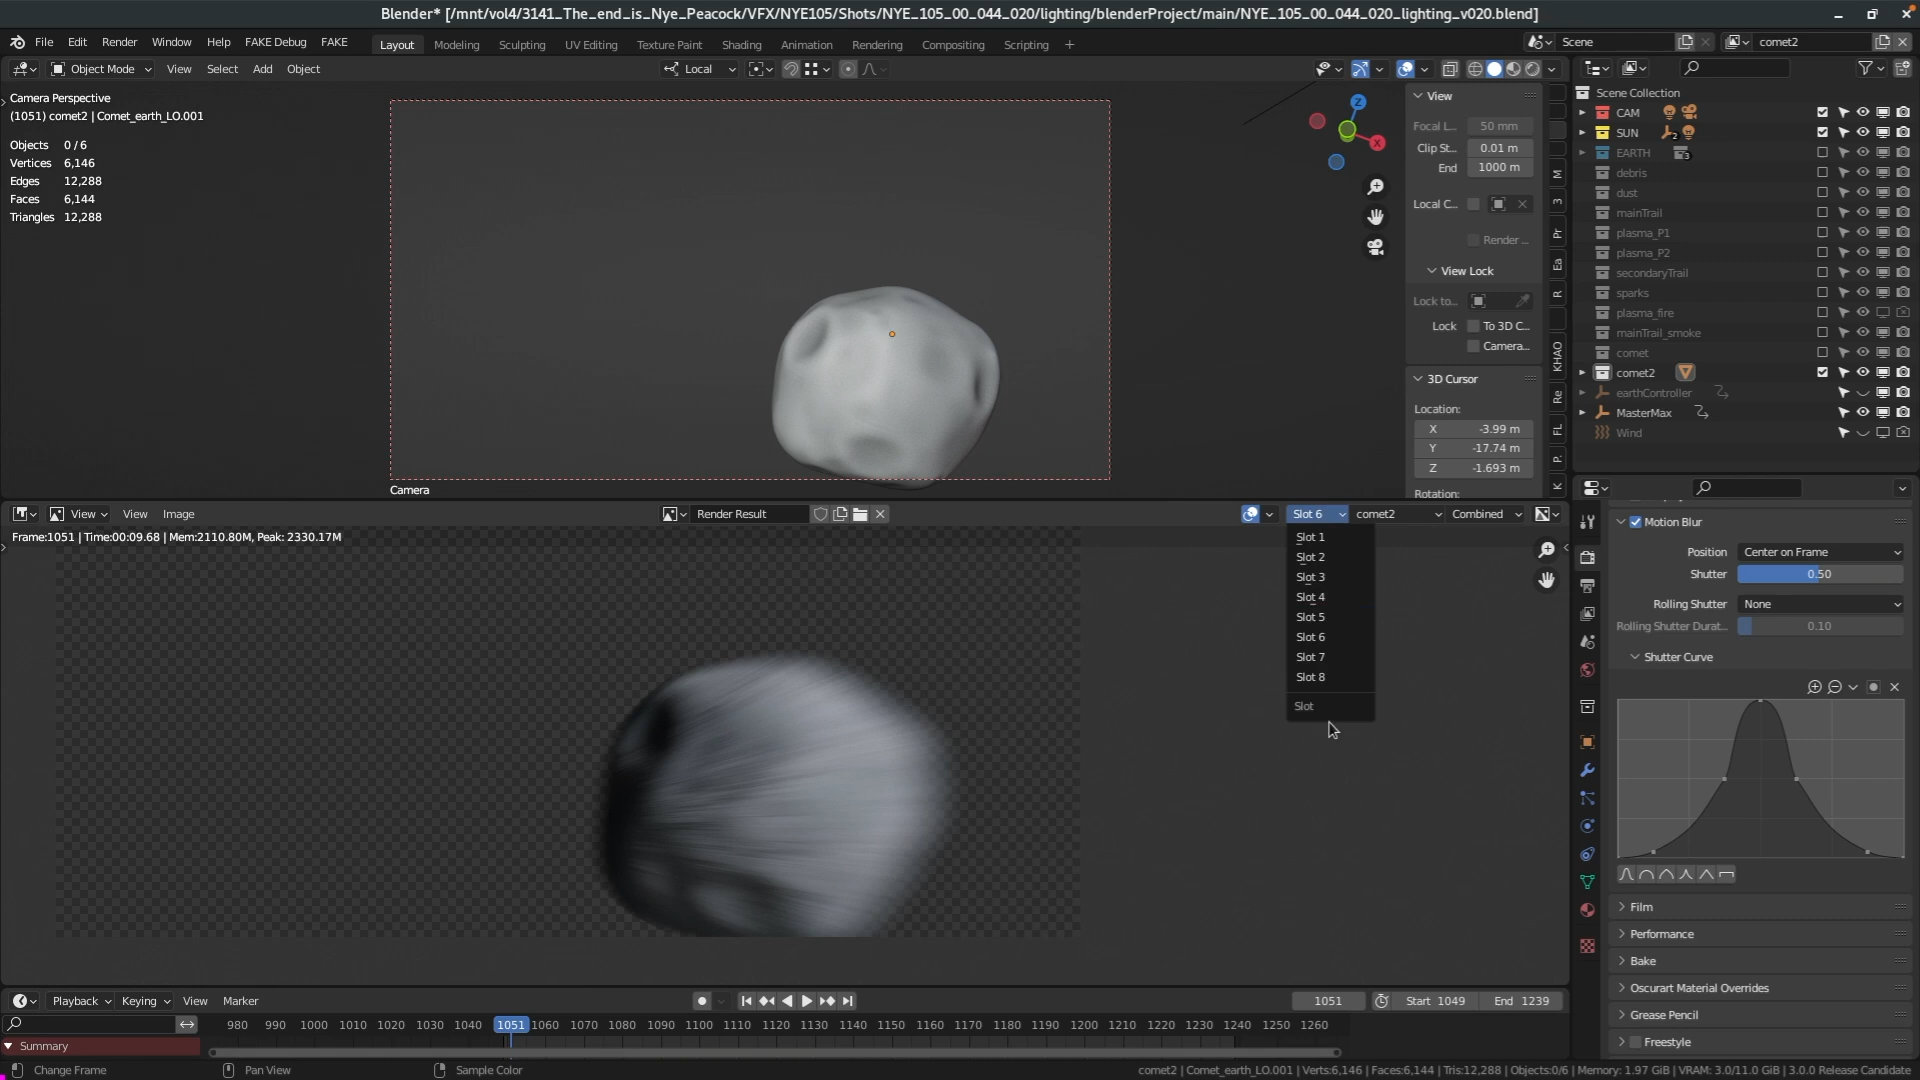 Blender* [/mnt/vol4/3141_The_end_is_Nye_Peacock/VFX/NYE105/Shots/NYE_105_00_044_020/lighting/blenderProject/main/NYE_105_00_044_020_lighting_v020.blend]
File Edit Render Window Help FAKE Debug FAKE Layout Modeling Sculpting UV Editing Texture Paint Shading Animation Rendering Compositing Scripting + Scene comet2
Object Mode View Select Add Object Local
Camera Perspective
(1051) comet2 | Comet_earth_LO.001
Objects 0 / 6
Vertices 6,146
Edges 12,288
Faces 6,144
Triangles 12,288
Camera
Z
X
View
Focal L... 50 mm
Clip St... 0.01 m
End 1000 m
Local C...
Render ...
View Lock
Lock to...
Lock To 3D C...
Camera...
3D Cursor
Location:
X -3.99 m
Y -17.74 m
Z -1.693 m
Rotation:
M
3
Pr
Ea
R
KHAO
Re
FL
P.
K
Scene Collection
CAM
SUN 2
EARTH 3
debris
dust
mainTrail
plasma_P1
plasma_P2
secondaryTrail
sparks
plasma_fire
mainTrail_smoke
comet
comet2
earthController
MasterMax
Wind
View View Image Render Result Slot 6 comet2 Combined
Frame:1051 | Time:00:09.68 | Mem:2110.80M, Peak: 2330.17M
Slot 1
Slot 2
Slot 3
Slot 4
Slot 5
Slot 6
Slot 7
Slot 8
Slot
Motion Blur
Position Center on Frame
Shutter 0.50
Rolling Shutter None
Rolling Shutter Durat... 0.10
Shutter Curve
Film
Performance
Bake
Oscurart Material Overrides
Grease Pencil
Freestyle
Playback Keying View Marker 1051 Start 1049 End 1239
980 990 1000 1010 1020 1030 1040 1051 1060 1070 1080 1090 1100 1110 1120 1130 1140 1150 1160 1170 1180 1190 1200 1210 1220 1230 1240 1250 1260
Summary
Change Frame Pan View Sample Color comet2 | Comet_earth_LO.001 | Verts:6,146 | Faces:6,144 | Tris:12,288 | Objects:0/6 | Memory: 1.97 GiB | VRAM: 3.0/11.0 GiB | 3.0.0 Release Candidate